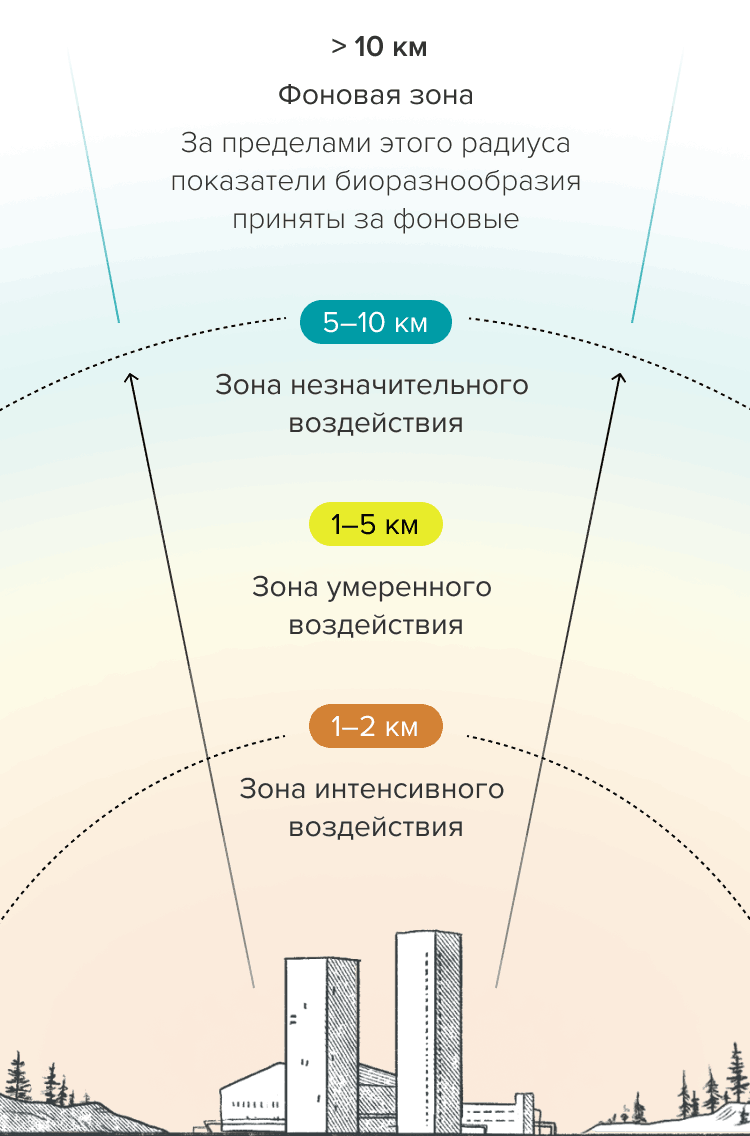 > 10 км
Фоновая зона
За пределами этого радиуса
показатели биоразнообразия
приняты за фоновые
5–10 км
Зона незначительного
воздействия
1–5 км
Зона умеренного
воздействия
1–2 км
Зона интенсивного
воздействия